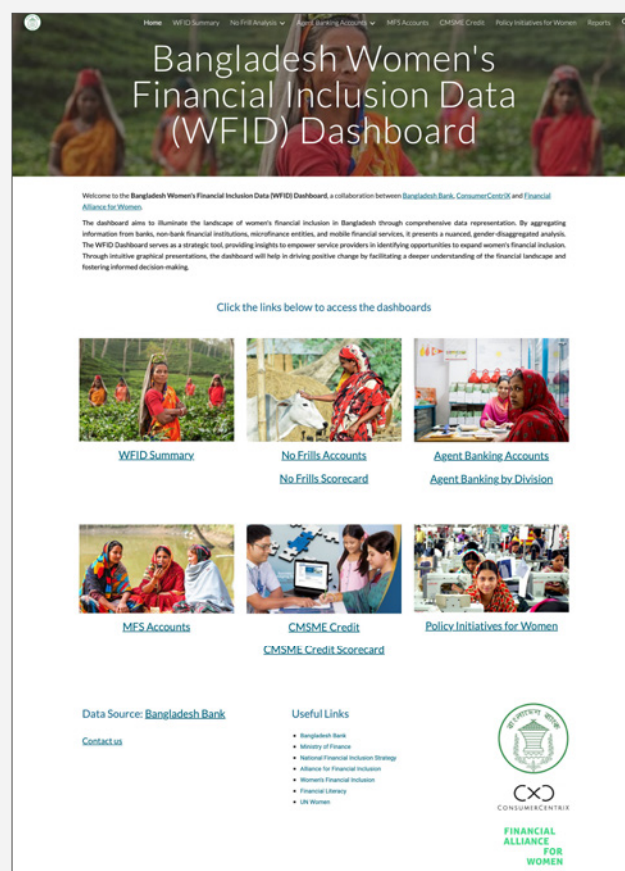 Home WFID Summary No Frill Analysis Agent Banking Accounts MFS Accounts CMSME Credit Policy Initiatives for Women Reports
Bangladesh Women's
Financial Inclusion Data
(WFID) Dashboard
Welcome to the Bangladesh Women's Financial Inclusion Data (WFID) Dashboard, a collaboration between Bangladesh Bank, ConsumerCentriX and Financial
Alliance for Women.
The dashboard aims to illuminate the landscape of women's financial inclusion in Bangladesh through comprehensive data representation. By aggregating
information from banks, non-bank financial institutions, microfinance entities, and mobile financial services, it presents a nuanced, gender-disaggregated analysis.
The WFID Dashboard serves as a strategic tool, providing insights to empower service providers in identifying opportunities to expand women's financial inclusion.
Through intuitive graphical presentations, the dashboard will help in driving positive change by facilitating a deeper understanding of the financial landscape and
fostering informed decision-making.
Click the links below to access the dashboards
WFID Summary
No Frills Accounts
No Frills Scorecard
Agent Banking Accounts
Agent Banking by Division
MFS Accounts
CMSME Credit
CMSME Credit Scorecard
Policy Initiatives for Women
Data Source: Bangladesh Bank
Contact us
Useful Links
Bangladesh Bank
Ministry of Finance
National Financial Inclusion Strategy
Alliance for Financial Inclusion
Women's Financial Inclusion
Financial Literacy
UN Women
বাংলাদেশ ব্যাংক
CONSUMERCENTRIX
FINANCIAL
ALLIANCE
FOR
WOMEN